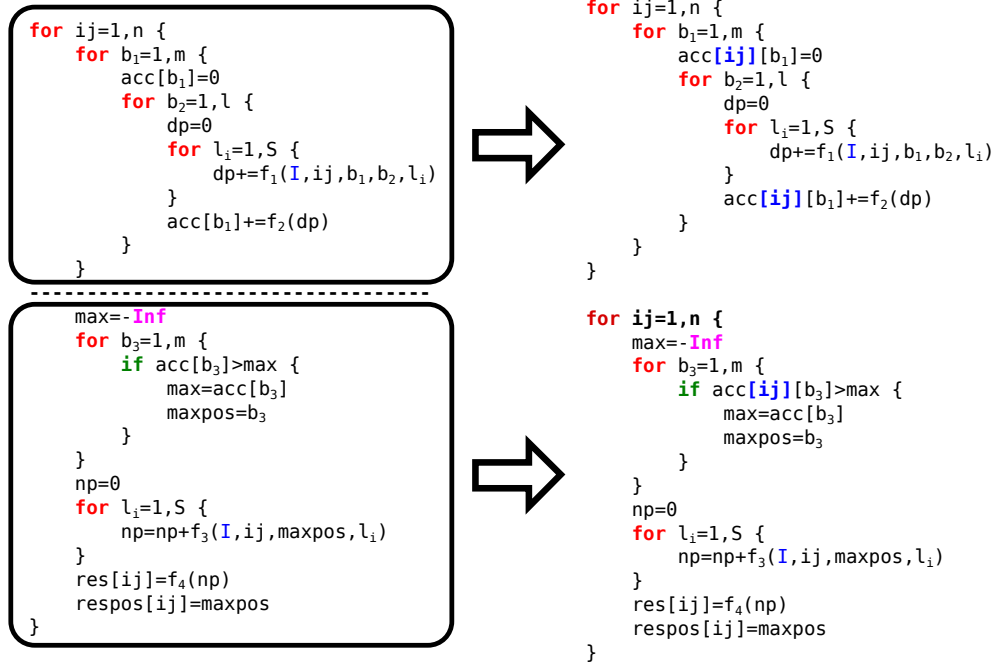 for ij=1,n {
    for b₁=1,m {
        acc[b₁]=0
        for b₂=1,l {
            dp=0
            for lᵢ=1,S {
                dp+=f₁(I,ij,b₁,b₂,lᵢ)
            }
            acc[b₁]+=f₂(dp)
        }
    }
    max=-Inf
    for b₃=1,m {
        if acc[b₃]>max {
            max=acc[b₃]
            maxpos=b₃
        }
    }
    np=0
    for lᵢ=1,S {
        np=np+f₃(I,ij,maxpos,lᵢ)
    }
    res[ij]=f₄(np)
    respos[ij]=maxpos
}
for ij=1,n {
    for b₁=1,m {
        acc[ij][b₁]=0
        for b₂=1,l {
            dp=0
            for lᵢ=1,S {
                dp+=f₁(I,ij,b₁,b₂,lᵢ)
            }
            acc[ij][b₁]+=f₂(dp)
        }
    }
}
for ij=1,n {
    max=-Inf
    for b₃=1,m {
        if acc[ij][b₃]>max {
            max=acc[b₃]
            maxpos=b₃
        }
    }
    np=0
    for lᵢ=1,S {
        np=np+f₃(I,ij,maxpos,lᵢ)
    }
    res[ij]=f₄(np)
    respos[ij]=maxpos
}